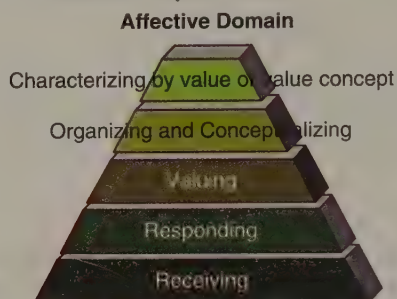 Affective Domain
Characterizing by value or value concept
Organizing and Conceptualizing
Valuing
Responding
Receiving